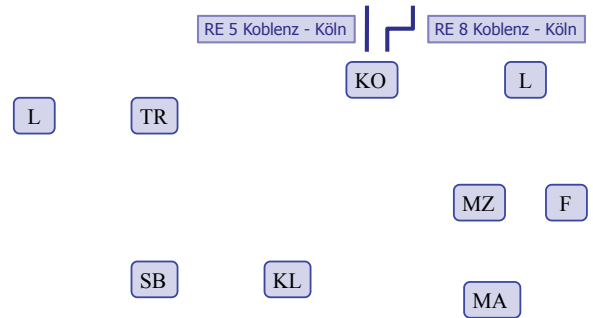 RE 5 Koblenz - Köln
RE 8 Koblenz - Köln
KO
L
L
TR
MZ
F
SB
KL
MA